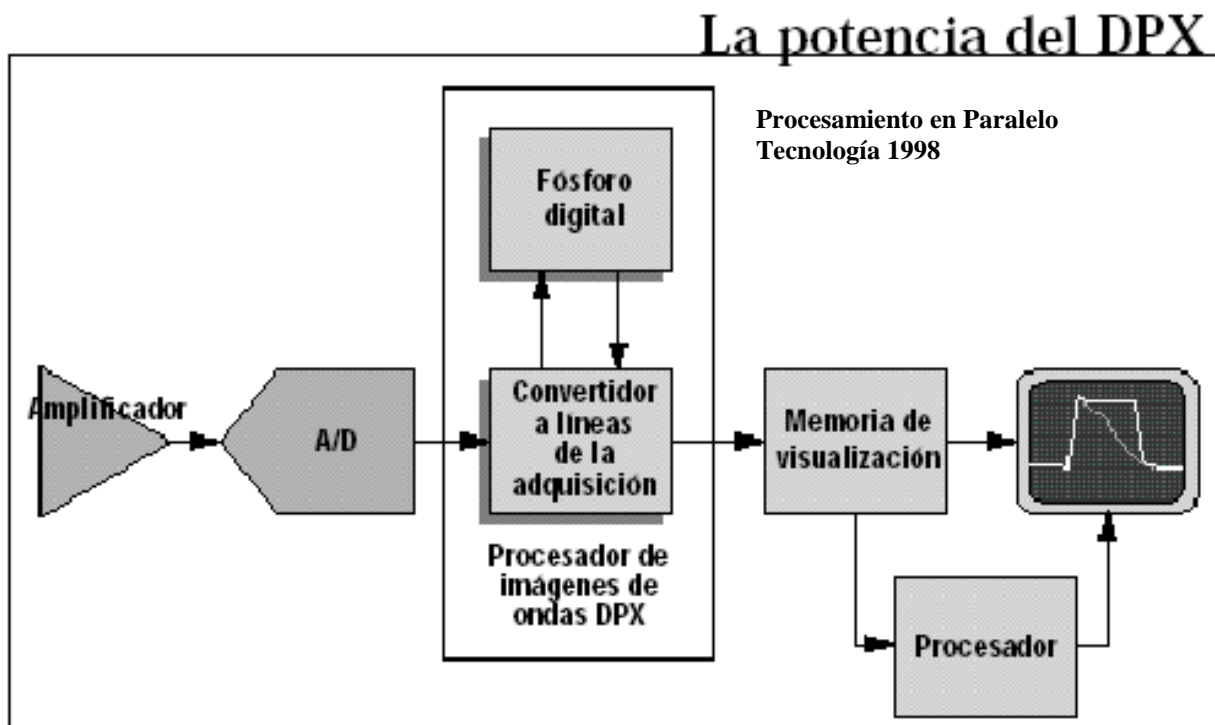 La potencia del DPX
Procesamiento en Paralelo
Tecnología 1998
Fósforo
digital
Amplificador
A/D
Convertidor
a líneas
de la
adquisición
Procesador de
imágenes de
ondas DPX
Memoria de
visualización
Procesador